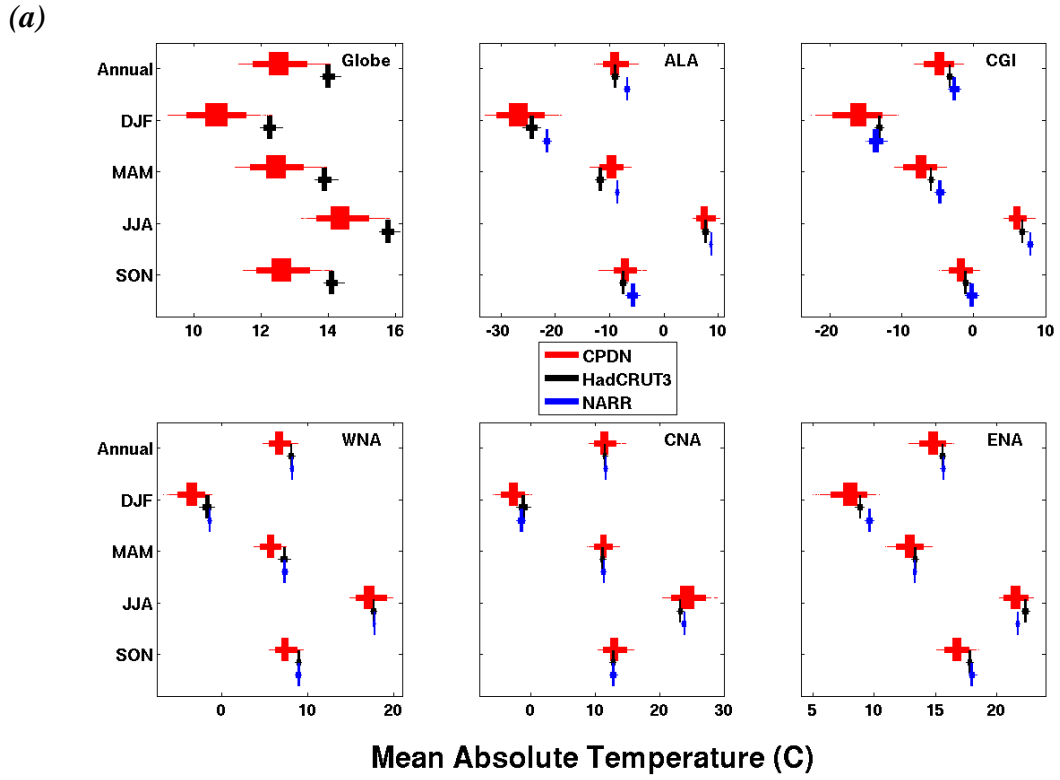 (a)
Globe ALA CGI
Annual
DJF
MAM
JJA
SON
10 12 14 16
-30 -20 -10 0 10
-20 -10 0 10
CPDN
HadCRUT3
NARR
WNA CNA ENA
Annual
DJF
MAM
JJA
SON
0 10 20
0 10 20 30
5 10 15 20
Mean Absolute Temperature (C)